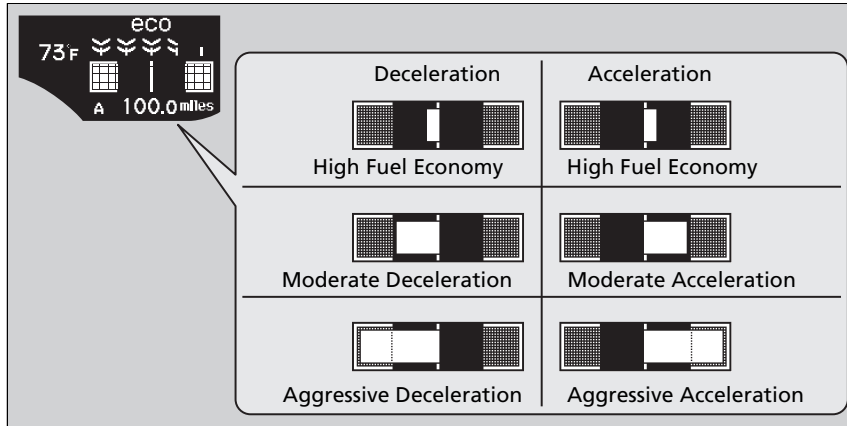 eco
73°F
A 100.0 miles
Deceleration
Acceleration
High Fuel Economy
High Fuel Economy
Moderate Deceleration
Moderate Acceleration
Aggressive Deceleration
Aggressive Acceleration